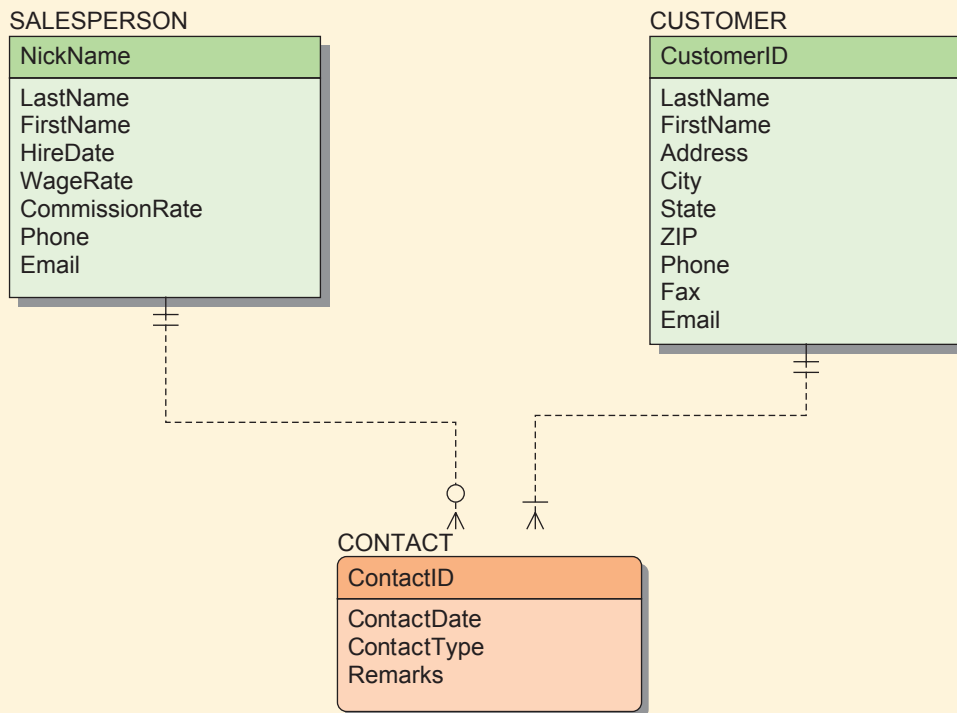 SALESPERSON
NickName
LastName
FirstName
HireDate
WageRate
CommissionRate
Phone
Email
CUSTOMER
CustomerID
LastName
FirstName
Address
City
State
ZIP
Phone
Fax
Email
CONTACT
ContactID
ContactDate
ContactType
Remarks